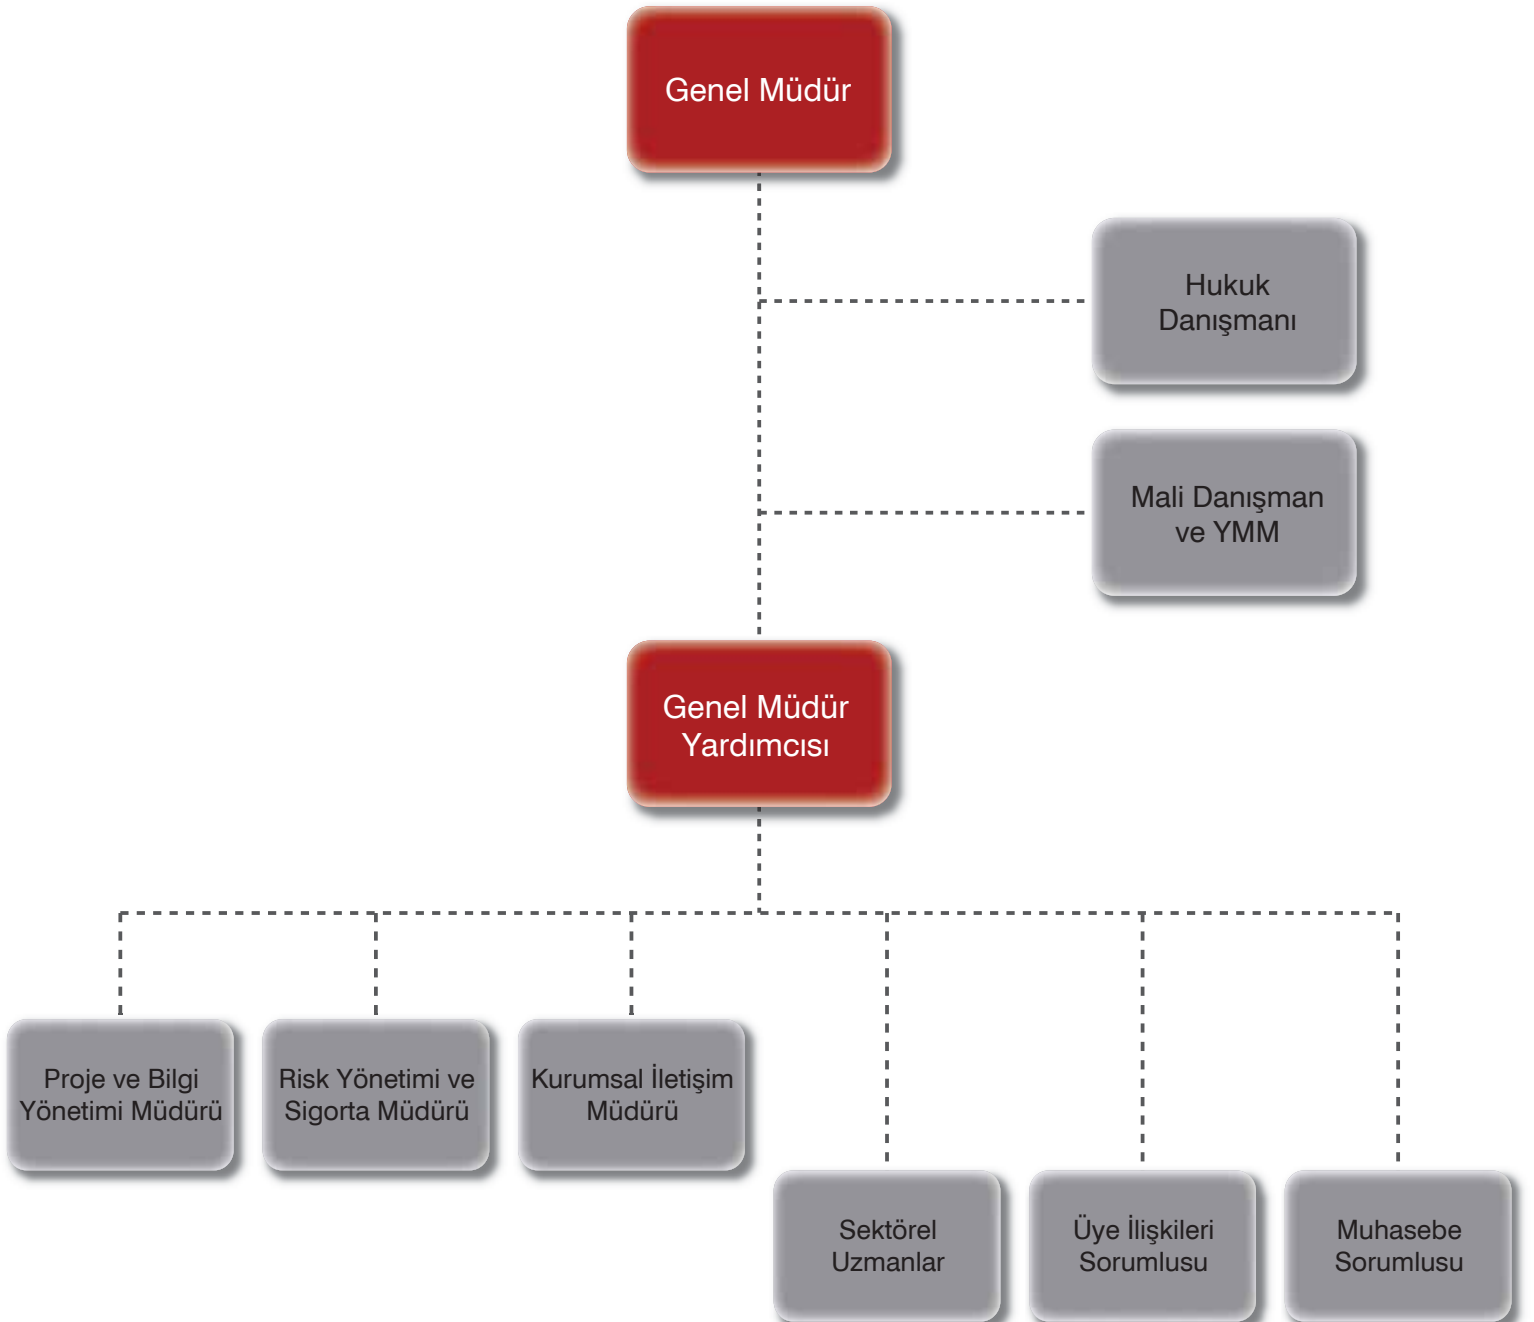 Genel Müdür
Hukuk
Danışmanı
Mali Danışman
ve YMM
Genel Müdür
Yardımcısı
Proje ve Bilgi
Yönetimi Müdürü
Risk Yönetimi ve
Sigorta Müdürü
Kurumsal İletişim
Müdürü
Sektörel
Uzmanlar
Üye İlişkileri
Sorumlusu
Muhasebe
Sorumlusu